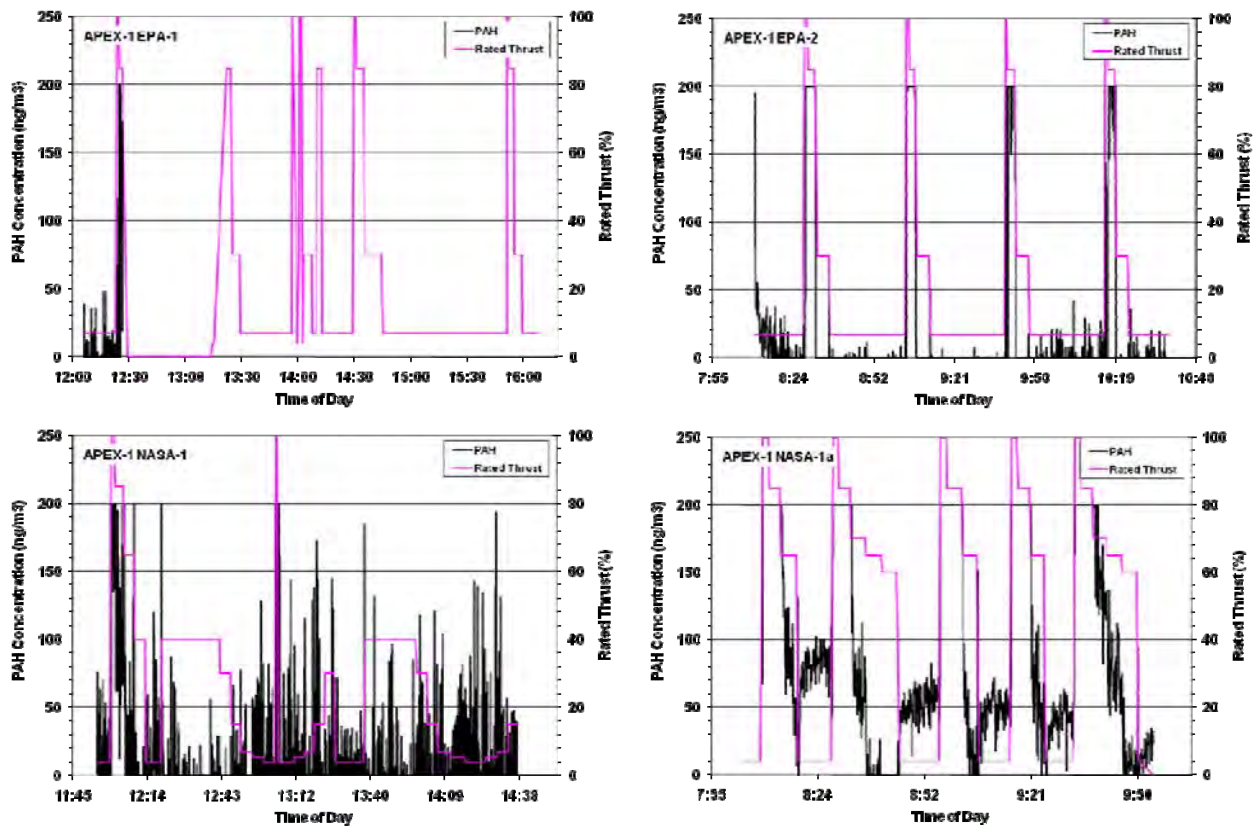 APEX-1 EPA-1
PAH
Rated Thrust
PAH Concentration (ng/m3)
250
200
150
100
50
0
100
80
60
40
20
0
Rated Thrust (%)
12:00 12:30 13:00 13:30 14:00 14:30 15:00 15:30 16:00
Time of Day
APEX-1 EPA-2
PAH
Rated Thrust
PAH Concentration (ng/m3)
250
200
150
100
50
0
100
80
60
40
20
0
Rated Thrust (%)
7:55 8:24 8:52 9:21 9:50 10:19 10:48
Time of Day
APEX-1 NASA-1
PAH
Rated Thrust
PAH Concentration (ng/m3)
250
200
150
100
50
0
100
80
60
40
20
0
Rated Thrust (%)
11:45 12:14 12:43 13:12 13:40 14:09 14:38
Time of Day
APEX-1 NASA-1a
PAH
Rated Thrust
PAH Concentration (ng/m3)
250
200
150
100
50
0
100
80
60
40
20
0
Rated Thrust (%)
7:55 8:24 8:52 9:21 9:50
Time of Day